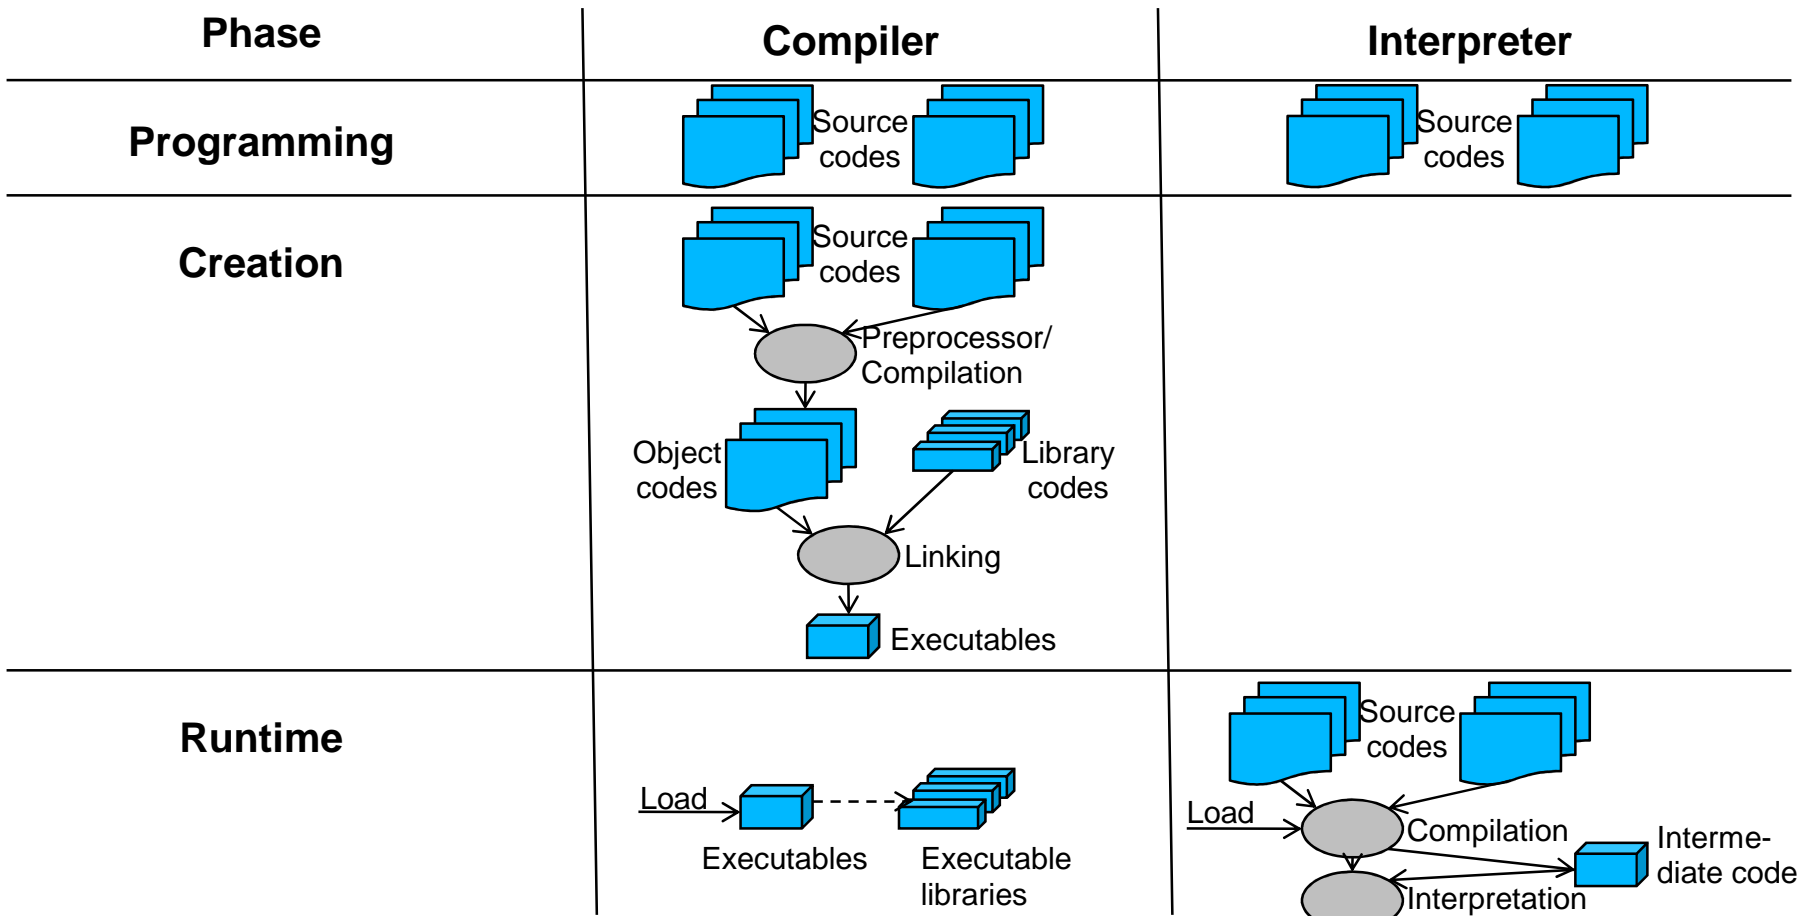 Phase
Compiler
Interpreter
Programming
Source
codes
Source
codes
Creation
Source
codes
Preprocessor/
Compilation
Object
codes
Library
codes
Linking
Executables
Runtime
Load
Executables
Executable
libraries
Source
codes
Load
Compilation
Interme-
diate code
Interpretation